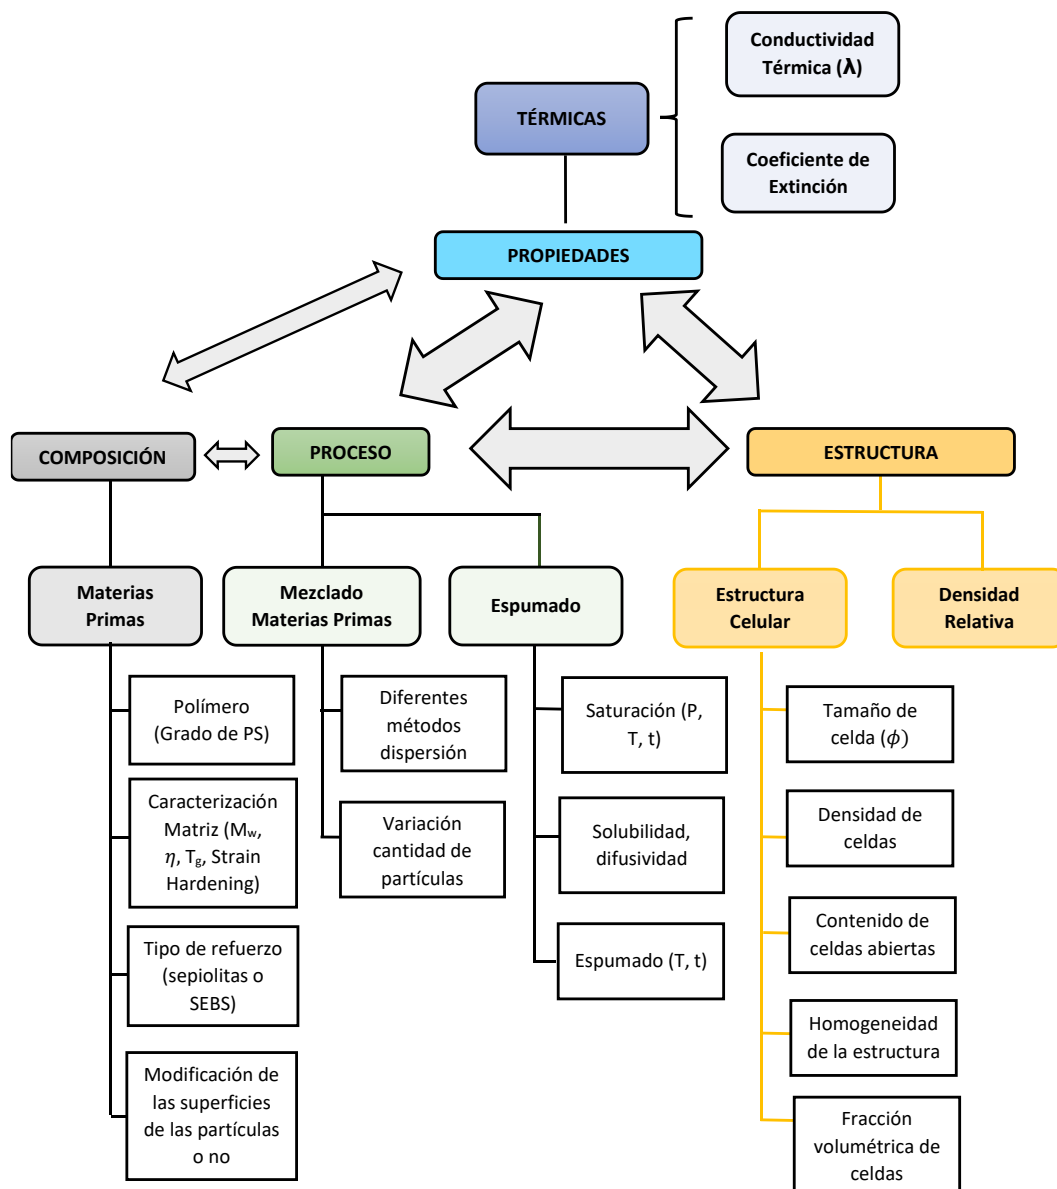 Conductividad
Térmica (λ)
TÉRMICAS
Coeficiente de
Extinción
PROPIEDADES
COMPOSICIÓN
PROCESO
ESTRUCTURA
Materias
Primas
Mezclado
Materias Primas
Espumado
Estructura
Celular
Densidad
Relativa
Polímero
(Grado de PS)
Caracterización
Matriz (Mw,
η, Tg, Strain
Hardening)
Tipo de refuerzo
(sepiolitas o
SEBS)
Modificación de
las superficies
de las partículas
o no
Diferentes
métodos
dispersión
Variación
cantidad de
partículas
Saturación (P,
T, t)
Solubilidad,
difusividad
Espumado (T, t)
Tamaño de
celda (ϕ)
Densidad de
celdas
Contenido de
celdas abiertas
Homogeneidad
de la estructura
Fracción
volumétrica de
celdas